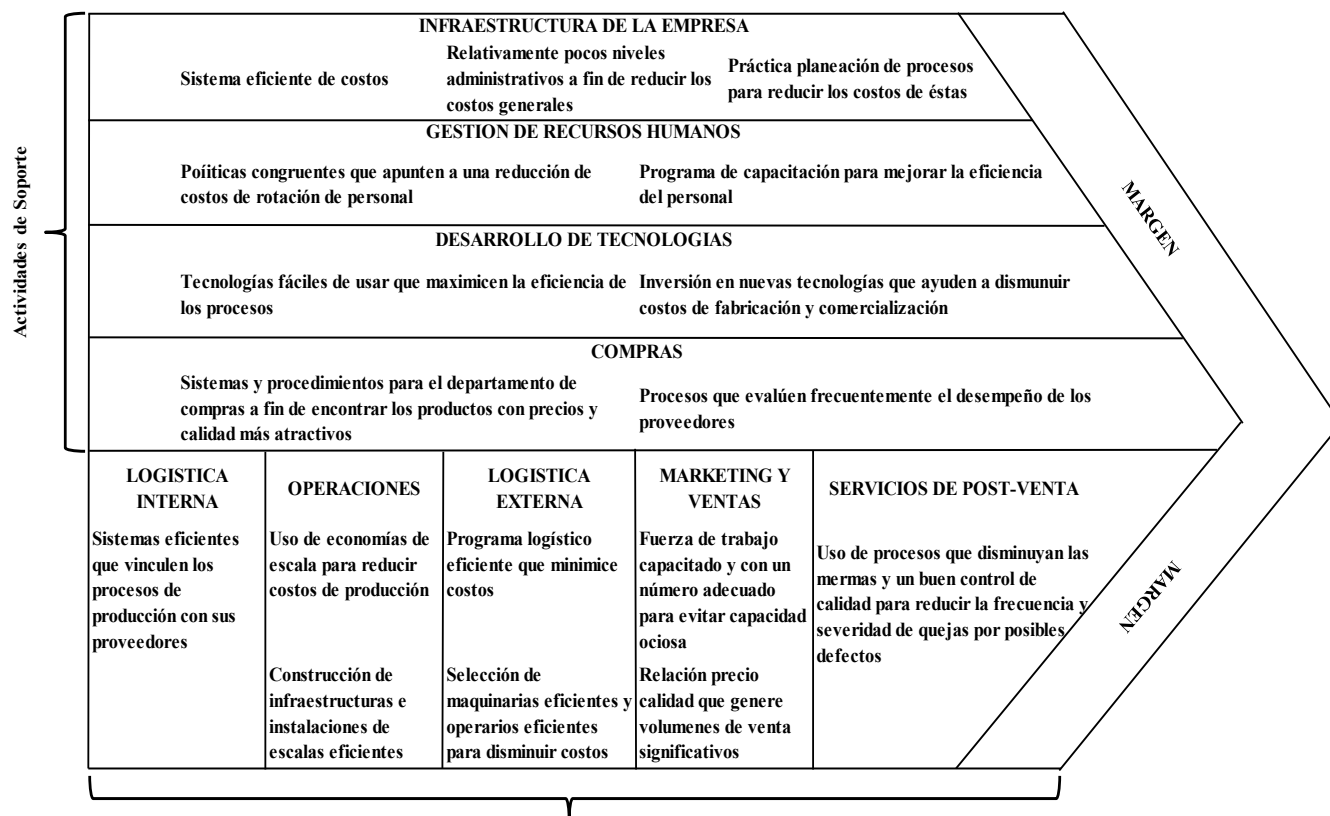 INFRAESTRUCTURA DE LA EMPRESA
Sistema eficiente de costos
Relativamente pocos niveles
administrativos a fin de reducir los
costos generales
Práctica planeación de procesos
para reducir los costos de éstas
GESTION DE RECURSOS HUMANOS
Poíiticas congruentes que apunten a una reducción de
costos de rotación de personal
Programa de capacitación para mejorar la eficiencia
del personal
DESARROLLO DE TECNOLOGIAS
Tecnologías fáciles de usar que maximicen la eficiencia de
los procesos
Inversión en nuevas tecnologías que ayuden a dismunuir
costos de fabricación y comercialización
COMPRAS
Sistemas y procedimientos para el departamento de
compras a fin de encontrar los productos con precios y
calidad más atractivos
Procesos que evalúen frecuentemente el desempeño de los
proveedores
Actividades de Soporte
MARGEN
LOGISTICA
INTERNA
Sistemas eficientes
que vinculen los
procesos de
producción con sus
proveedores
OPERACIONES
Uso de economías de
escala para reducir
costos de producción
Construcción de
infraestructuras e
instalaciones de
escalas eficientes
LOGISTICA
EXTERNA
Programa logístico
eficiente que minimice
costos
Selección de
maquinarias eficientes y
operarios eficientes
para disminuir costos
MARKETING Y
VENTAS
Fuerza de trabajo
capacitado y con un
número adecuado
para evitar capacidad
ociosa
Relación precio
calidad que genere
volumenes de venta
significativos
SERVICIOS DE POST-VENTA
Uso de procesos que disminuyan las
mermas y un buen control de
calidad para reducir la frecuencia y
severidad de quejas por posibles
defectos
MARGEN